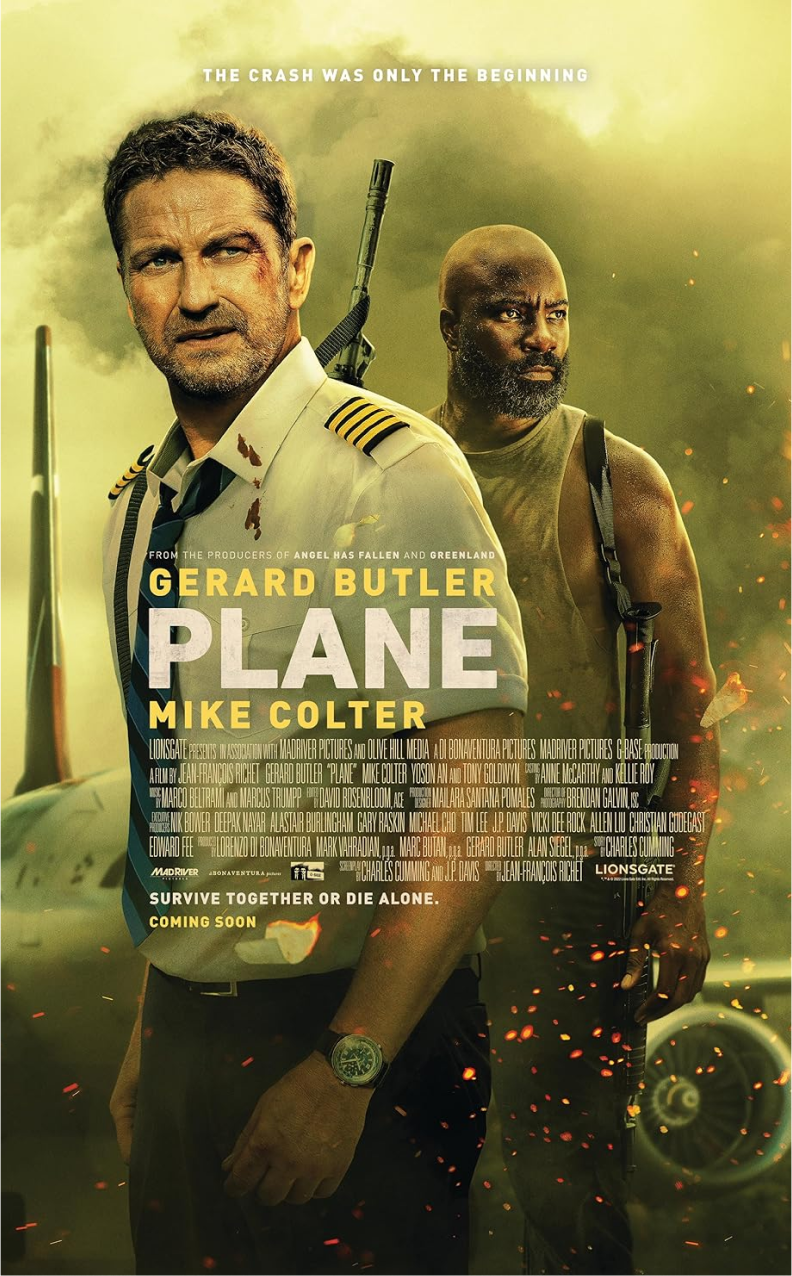 THE CRASH WAS ONLY THE BEGINNING
FROM THE PRODUCERS OF ANGEL HAS FALLEN AND GREENLAND
GERARD BUTLER
PLANE
MIKE COLTER
LIONSGATE PRESENTS IN ASSOCIATION WITH MADRIVER PICTURES AND OLIVE HILL MEDIA A DI BONAVENTURA PICTURES MADRIVER PICTURES G-BASE PRODUCTION
A FILM BY JEAN-FRANÇOIS RICHET GERARD BUTLER "PLANE" MIKE COLTER YOSON AN AND TONY GOLDWYN CASTING BY ANNE McCARTHY AND KELLIE ROY
MUSIC BY MARCO BELTRAMI AND MARCUS TRUMPP EDITED BY DAVID ROSENBLOOM, ACE PRODUCTION DESIGNER MAILARA SANTANA POMALES DIRECTOR OF PHOTOGRAPHY BRENDAN GALVIN, ISC
EXECUTIVE PRODUCERS NIK BOWER DEEPAK NAYAR ALASTAIR BURLINGHAM GARY RASKIN MICHAEL CHO TIM LEE J.P. DAVIS VICKI DEE ROCK ALLEN LIU CHRISTIAN GUDEGAST
EDWARD FEE PRODUCED BY LORENZO DI BONAVENTURA MARK VAHRADIAN, p.g.a. MARC BUTAN, p.g.a. GERARD BUTLER ALAN SIEGEL, p.g.a. STORY BY CHARLES CUMMING
MADRIVER PICTURES diBONAVENTURA pictures SCREENPLAY BY CHARLES CUMMING AND J.P. DAVIS DIRECTED BY JEAN-FRANÇOIS RICHET LIONSGATE
SURVIVE TOGETHER OR DIE ALONE.
COMING SOON